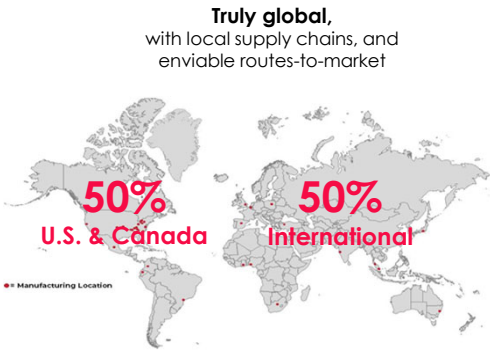 Truly global,
with local supply chains, and
enviable routes-to-market
50%
U.S. & Canada
50%
International
= Manufacturing Location